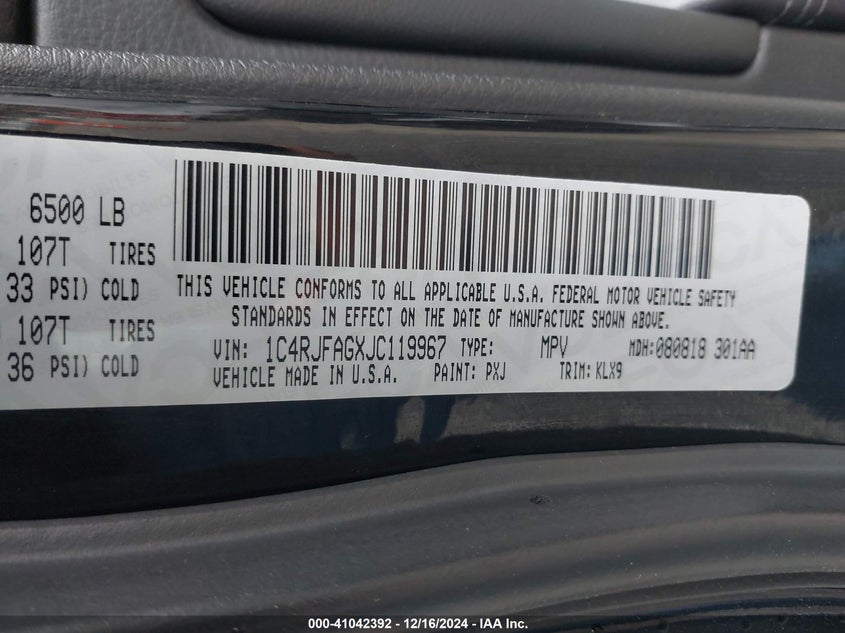 6500 LB
107T TIRES
33 PSI) COLD
107T TIRES
36 PSI) COLD
THIS VEHICLE CONFORMS TO ALL APPLICABLE U.S.A. FEDERAL MOTOR VEHICLE SAFETY
STANDARDS IN EFFECT ON THE DATE OF MANUFACTURE SHOWN ABOVE.
VIN: 1C4RJFAGXJC119967 TYPE: MPV MDH:080818 301AA
VEHICLE MADE IN U.S.A. PAINT: PXJ TRIM: KLX9
000-41042392 - 12/16/2024 - IAA Inc.